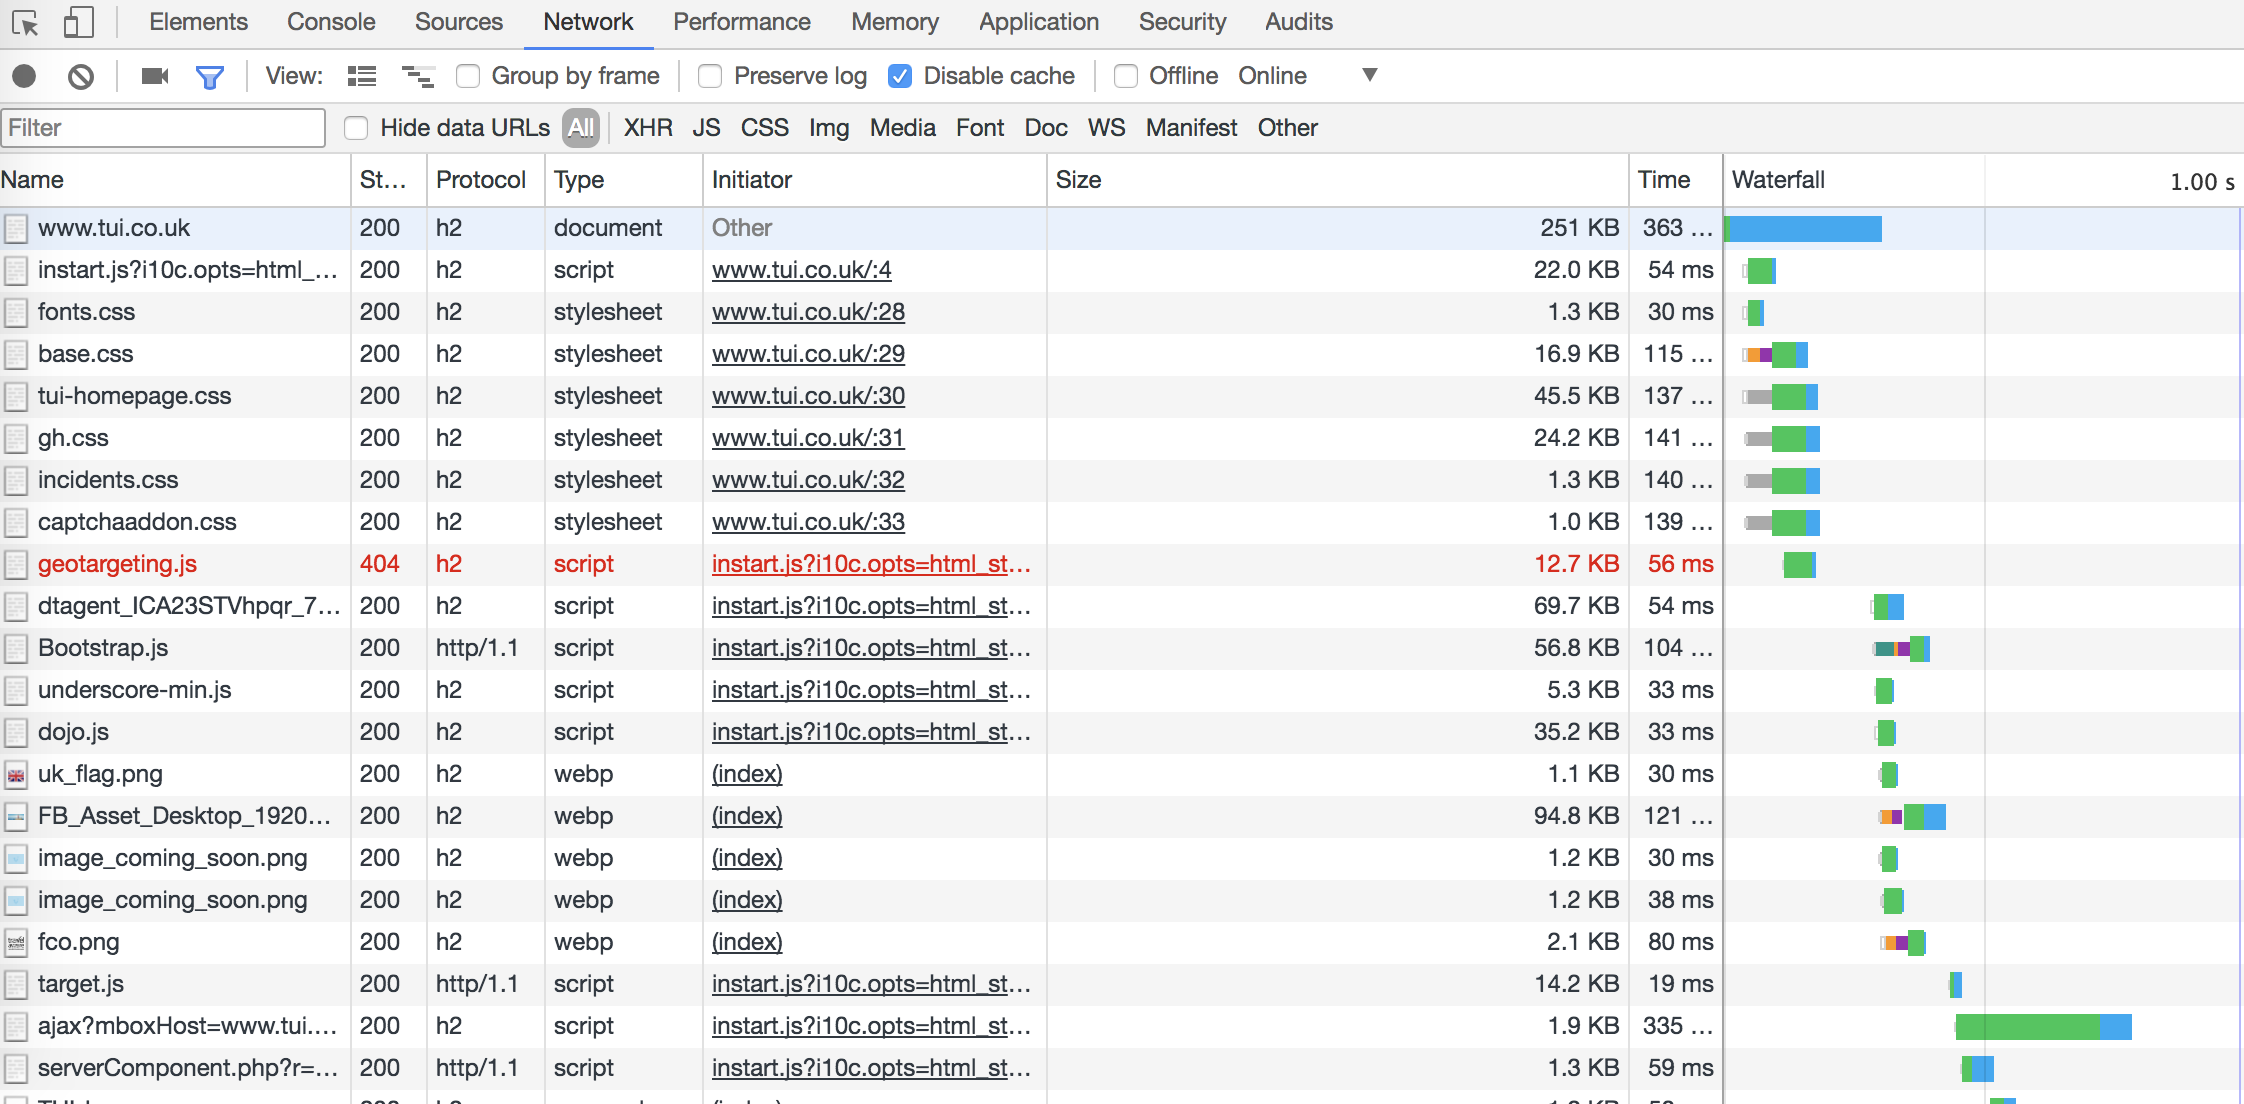 Elements Console Sources Network Performance Memory Application Security Audits
View: Group by frame Preserve log Disable cache Offline Online
Filter Hide data URLs All XHR JS CSS Img Media Font Doc WS Manifest Other
Name St... Protocol Type Initiator Size Time Waterfall 1.00 s
www.tui.co.uk 200 h2 document Other 251 KB 363 ...
instart.js?i10c.opts=html_... 200 h2 script www.tui.co.uk/:4 22.0 KB 54 ms
fonts.css 200 h2 stylesheet www.tui.co.uk/:28 1.3 KB 30 ms
base.css 200 h2 stylesheet www.tui.co.uk/:29 16.9 KB 115 ...
tui-homepage.css 200 h2 stylesheet www.tui.co.uk/:30 45.5 KB 137 ...
gh.css 200 h2 stylesheet www.tui.co.uk/:31 24.2 KB 141 ...
incidents.css 200 h2 stylesheet www.tui.co.uk/:32 1.3 KB 140 ...
captchaaddon.css 200 h2 stylesheet www.tui.co.uk/:33 1.0 KB 139 ...
geotargeting.js 404 h2 script instart.js?i10c.opts=html_st... 12.7 KB 56 ms
dtagent_ICA23STVhpqr_7... 200 h2 script instart.js?i10c.opts=html_st... 69.7 KB 54 ms
Bootstrap.js 200 http/1.1 script instart.js?i10c.opts=html_st... 56.8 KB 104 ...
underscore-min.js 200 h2 script instart.js?i10c.opts=html_st... 5.3 KB 33 ms
dojo.js 200 h2 script instart.js?i10c.opts=html_st... 35.2 KB 33 ms
uk_flag.png 200 h2 webp (index) 1.1 KB 30 ms
FB_Asset_Desktop_1920... 200 h2 webp (index) 94.8 KB 121 ...
image_coming_soon.png 200 h2 webp (index) 1.2 KB 30 ms
image_coming_soon.png 200 h2 webp (index) 1.2 KB 38 ms
fco.png 200 h2 webp (index) 2.1 KB 80 ms
target.js 200 http/1.1 script instart.js?i10c.opts=html_st... 14.2 KB 19 ms
ajax?mboxHost=www.tui.... 200 h2 script instart.js?i10c.opts=html_st... 1.9 KB 335 ...
serverComponent.php?r=... 200 http/1.1 script instart.js?i10c.opts=html_st... 1.3 KB 59 ms